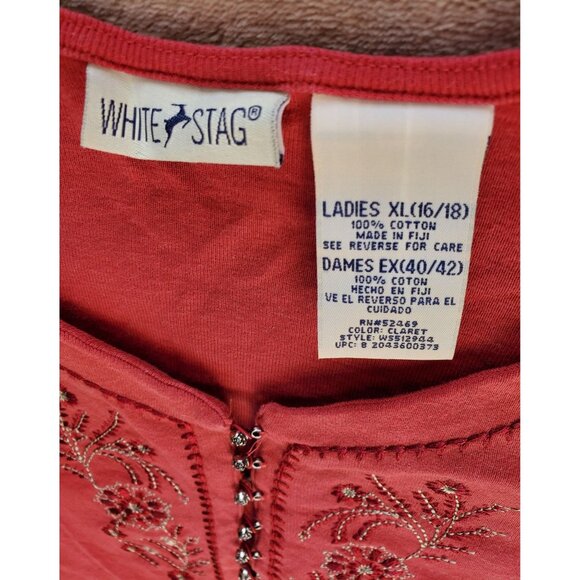 WHITE STAG®
LADIES XL(16/18)
100% COTTON
MADE IN FIJI
SEE REVERSE FOR CARE
DAMES EX(40/42)
100% COTON
HECHO EN FIJI
VE EL REVERSO PARA EL
CUIDADO
RN#52469
COLOR: CLARET
STYLE: WS512944
UPC: 8 2043600373